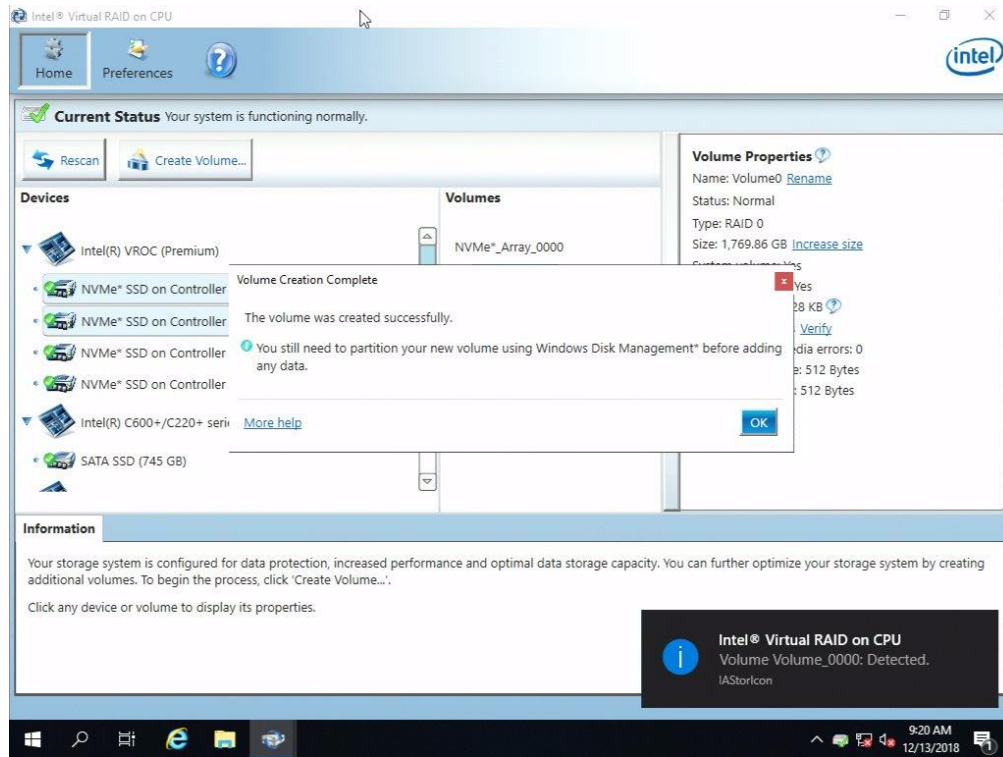 Intel® Virtual RAID on CPU
Home
Preferences
intel
Current Status Your system is functioning normally.
Rescan
Create Volume...
Devices
Intel(R) VROC (Premium)
NVMe* SSD on Controller
NVMe* SSD on Controller
NVMe* SSD on Controller
NVMe* SSD on Controller
Intel(R) C600+/C220+ seri
SATA SSD (745 GB)
Volumes
NVMe*_Array_0000
Volume Properties
Name: Volume0 Rename
Status: Normal
Type: RAID 0
Size: 1,769.86 GB Increase size
System volume: Yes
Yes
28 KB
Verify
edia errors: 0
e: 512 Bytes
: 512 Bytes
Volume Creation Complete
x
The volume was created successfully.
You still need to partition your new volume using Windows Disk Management* before adding
any data.
More help
OK
Information
Your storage system is configured for data protection, increased performance and optimal data storage capacity. You can further optimize your storage system by creating
additional volumes. To begin the process, click 'Create Volume...'.
Click any device or volume to display its properties.
Intel® Virtual RAID on CPU
Volume Volume_0000: Detected.
IAStorIcon
9:20 AM
12/13/2018
1